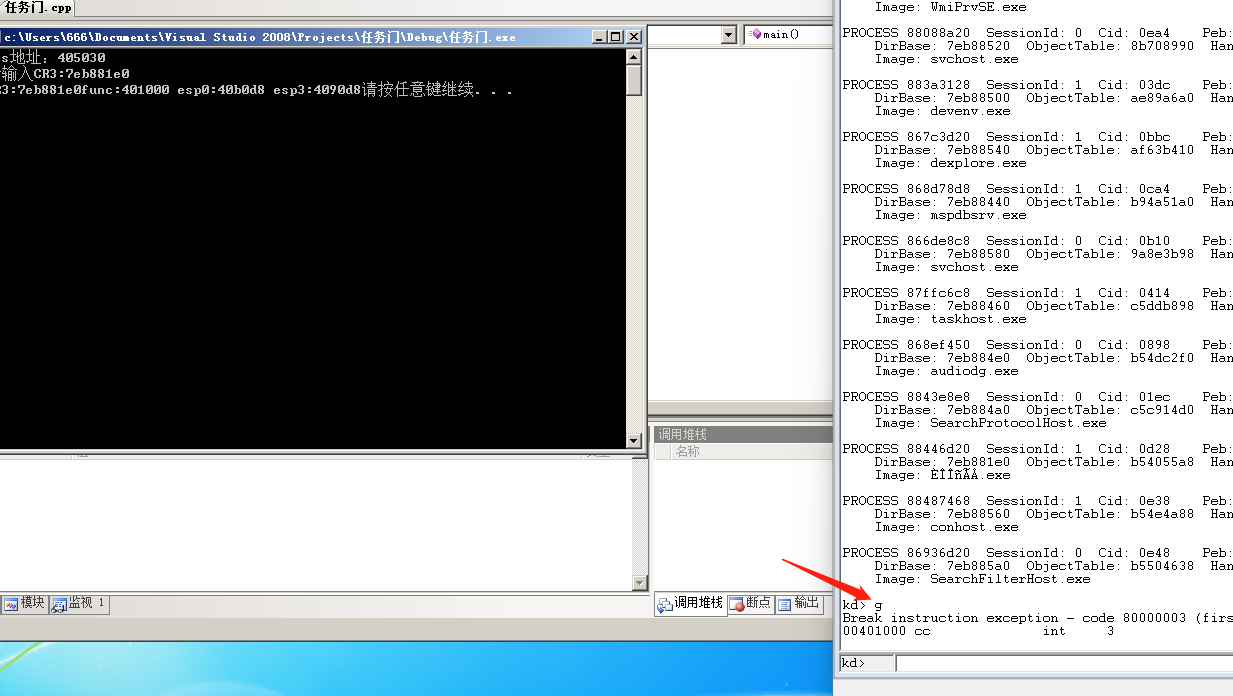 任务门.cpp
c:\Users\666\Documents\Visual Studio 2008\Projects\任务门\Debug\任务门.exe
s地址: 405030
输入CR3:7eb881e0
3:7eb881e0func:401000 esp0:40b0d8 esp3:4090d8请按任意键继续. . .
main()
调用堆栈
名称
模块
监视 1
调用堆栈
断点
输出
Image: WmiPrvSE.exe
PROCESS 88088a20 SessionId: 0 Cid: 0ea4 Peb:
DirBase: 7eb88520 ObjectTable: 8b708990 Han
Image: svchost.exe
PROCESS 883a3128 SessionId: 1 Cid: 03dc Peb:
DirBase: 7eb88500 ObjectTable: ae89a6a0 Han
Image: devenv.exe
PROCESS 867c3d20 SessionId: 1 Cid: 0bbc Peb:
DirBase: 7eb88540 ObjectTable: af63b410 Han
Image: dexplore.exe
PROCESS 868d78d8 SessionId: 1 Cid: 0ca4 Peb:
DirBase: 7eb88440 ObjectTable: b94a51a0 Han
Image: mspdbsrv.exe
PROCESS 866de8c8 SessionId: 0 Cid: 0b10 Peb:
DirBase: 7eb88580 ObjectTable: 9a8e3b98 Han
Image: svchost.exe
PROCESS 87ffc6c8 SessionId: 1 Cid: 0414 Peb:
DirBase: 7eb88460 ObjectTable: c5ddb898 Han
Image: taskhost.exe
PROCESS 868ef450 SessionId: 0 Cid: 0898 Peb:
DirBase: 7eb884e0 ObjectTable: b54dc2f0 Han
Image: audiodg.exe
PROCESS 8843e8e8 SessionId: 0 Cid: 01ec Peb:
DirBase: 7eb884a0 ObjectTable: c5c914d0 Han
Image: SearchProtocolHost.exe
PROCESS 88446d20 SessionId: 1 Cid: 0d28 Peb:
DirBase: 7eb881e0 ObjectTable: b54055a8 Han
Image: ÈÎÎñÃÅ.exe
PROCESS 88487468 SessionId: 1 Cid: 0e38 Peb:
DirBase: 7eb88560 ObjectTable: b54e4a88 Han
Image: conhost.exe
PROCESS 86936d20 SessionId: 0 Cid: 0e48 Peb:
DirBase: 7eb885a0 ObjectTable: b5504638 Han
Image: SearchFilterHost.exe
kd> g
Break instruction exception - code 80000003 (firs
00401000 cc int 3
kd>